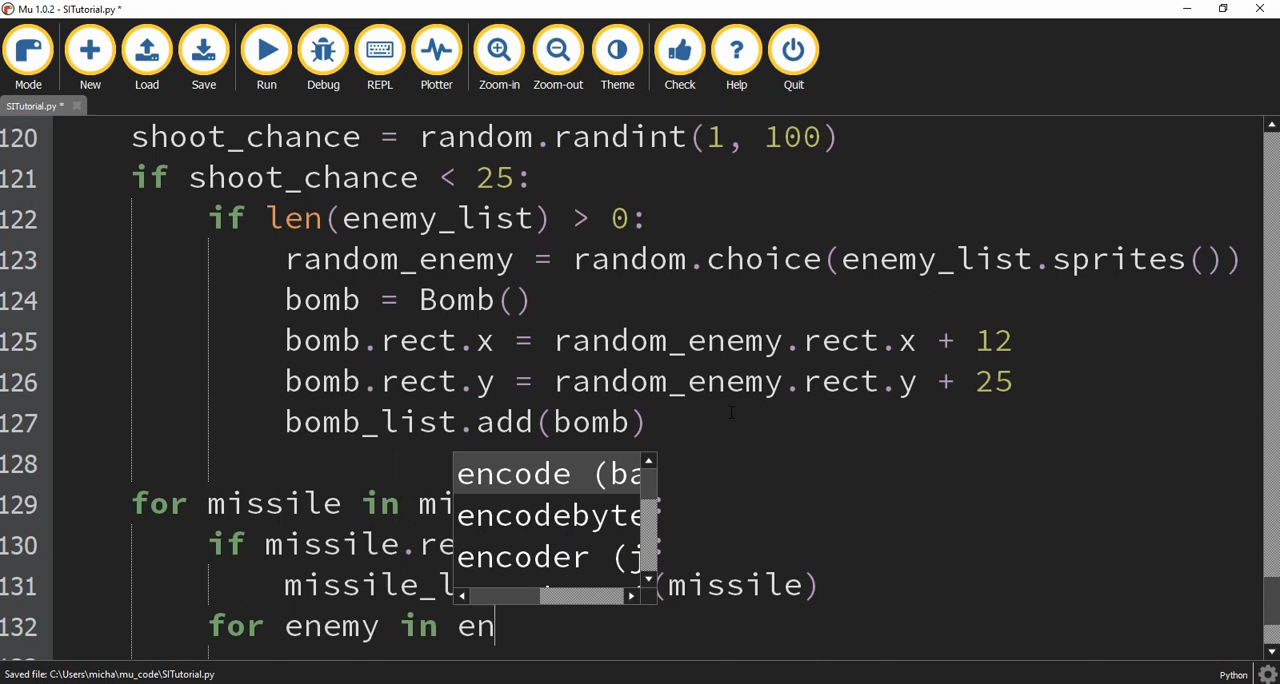 Mu 1.0.2 - SITutorial.py *
Mode New Load Save Run Debug REPL Plotter Zoom-in Zoom-out Theme Check Help Quit
SITutorial.py *
120 shoot_chance = random.randint(1, 100)
121 if shoot_chance < 25:
122 if len(enemy_list) > 0:
123 random_enemy = random.choice(enemy_list.sprites())
124 bomb = Bomb()
125 bomb.rect.x = random_enemy.rect.x + 12
126 bomb.rect.y = random_enemy.rect.y + 25
127 bomb_list.add(bomb)
128
encode (ba
129 for missile in mi :
encodebyte
130 if missile.re :
encoder (j
131 missile_l (missile)
132 for enemy in en
Saved file: C:\Users\micha\mu_code\SITutorial.py
Python